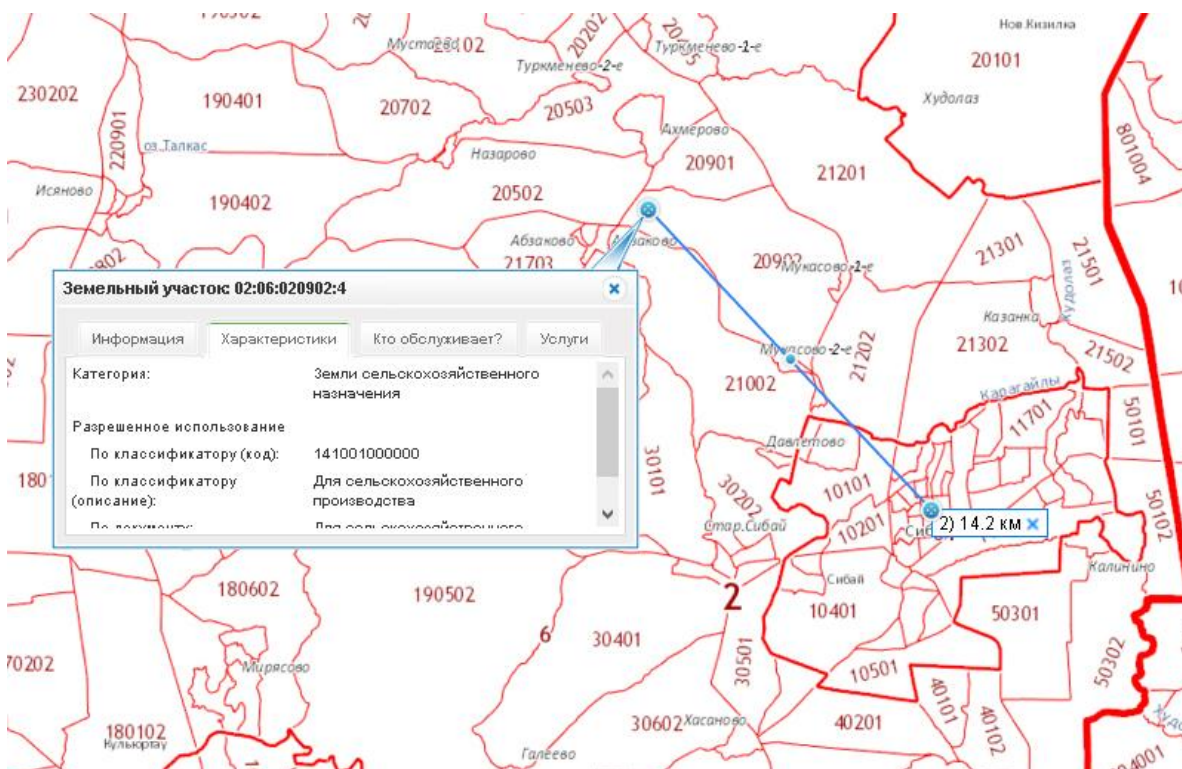 Нов.Кизилка
20202
Мустаево
Туркменево-2-е
20101
Туркменево-2-е
230202
190401
20702
20503
Худолаз
220901
801004
оз.Талкас
Ахмерово
Назарово
20901
21201
Исяново
190402
20502
Абзаково
21703
20902
Мукасово-2-е
21301
21501
Худолаз
Земельный участок: 02:06:020902:4
Информация
Характеристики
Кто обслуживает?
Услуги
Категория:
Земли сельскохозяйственного
назначения
Разрешенное использование
По классификатору (код):
141001000000
По классификатору
(описание):
Для сельскохозяйственного
производства
Казанка
Мукасово-2-е
21202
21302
21502
21002
Карагайлы
11701
50101
Давлетово
30101
30202
10101
50102
Стар.Сибай
10201
2) 14.2 км
Калинино
180602
190502
2
Сибай
10401
50301
6
30401
70202
Мирясово
30501
10501
50302
40101
40102
180102
Кульюртау
30602
Хасаново
40201
Галеево